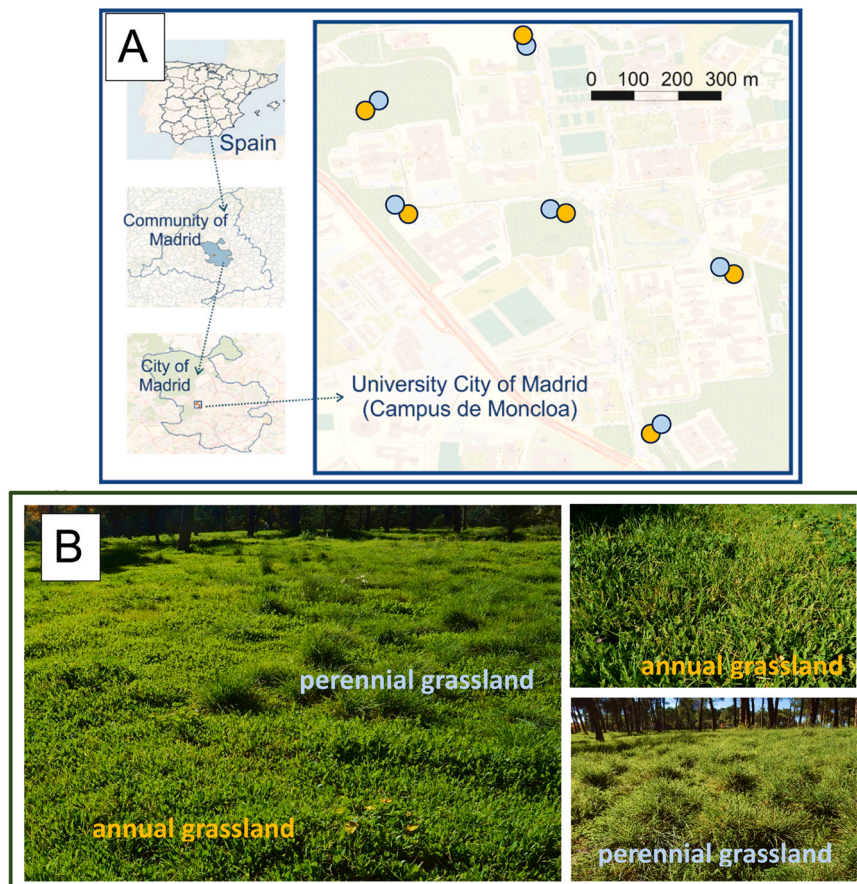 A
Spain
Community of
Madrid
City of
Madrid
0 100 200 300 m
University City of Madrid
(Campus de Moncloa)
B
perennial grassland
annual grassland
annual grassland
perennial grassland